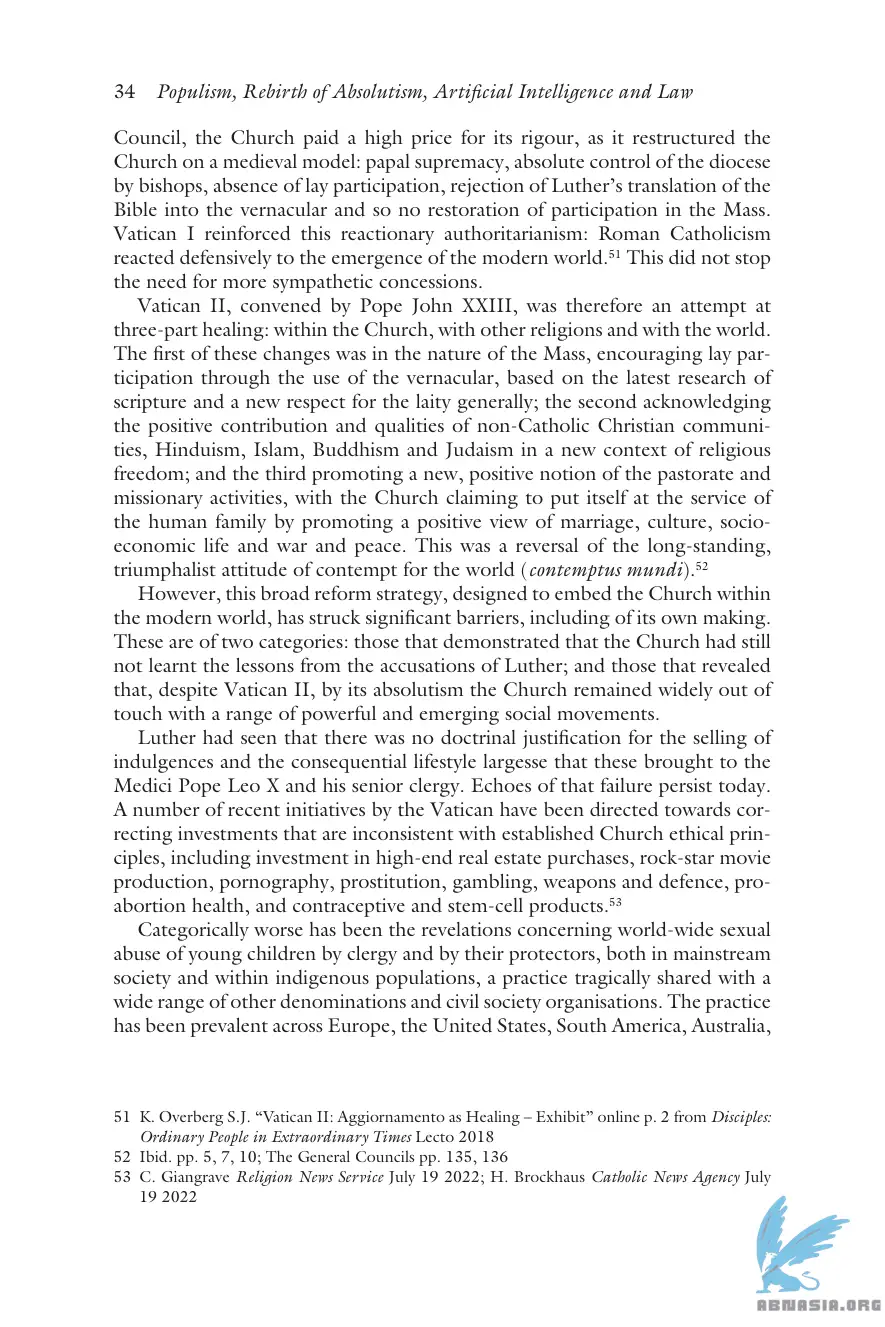 34 Populism, Rebirth of Absolutism, Artificial Intelligence and Law
Council, the Church paid a high price for its rigour, as it restructured the
Church on a medieval model: papal supremacy, absolute control of the diocese
by bishops, absence of lay participation, rejection of Luther’s translation of the
Bible into the vernacular and so no restoration of participation in the Mass.
Vatican I reinforced this reactionary authoritarianism: Roman Catholicism
reacted defensively to the emergence of the modern world.⁵¹ This did not stop
the need for more sympathetic concessions.
Vatican II, convened by Pope John XXIII, was therefore an attempt at
three-part healing: within the Church, with other religions and with the world.
The first of these changes was in the nature of the Mass, encouraging lay par-
ticipation through the use of the vernacular, based on the latest research of
scripture and a new respect for the laity generally; the second acknowledging
the positive contribution and qualities of non-Catholic Christian communi-
ties, Hinduism, Islam, Buddhism and Judaism in a new context of religious
freedom; and the third promoting a new, positive notion of the pastorate and
missionary activities, with the Church claiming to put itself at the service of
the human family by promoting a positive view of marriage, culture, socio-
economic life and war and peace. This was a reversal of the long-standing,
triumphalist attitude of contempt for the world (contemptus mundi).⁵²
However, this broad reform strategy, designed to embed the Church within
the modern world, has struck significant barriers, including of its own making.
These are of two categories: those that demonstrated that the Church had still
not learnt the lessons from the accusations of Luther; and those that revealed
that, despite Vatican II, by its absolutism the Church remained widely out of
touch with a range of powerful and emerging social movements.
Luther had seen that there was no doctrinal justification for the selling of
indulgences and the consequential lifestyle largesse that these brought to the
Medici Pope Leo X and his senior clergy. Echoes of that failure persist today.
A number of recent initiatives by the Vatican have been directed towards cor-
recting investments that are inconsistent with established Church ethical prin-
ciples, including investment in high-end real estate purchases, rock-star movie
production, pornography, prostitution, gambling, weapons and defence, pro-
abortion health, and contraceptive and stem-cell products.⁵³
Categorically worse has been the revelations concerning world-wide sexual
abuse of young children by clergy and by their protectors, both in mainstream
society and within indigenous populations, a practice tragically shared with a
wide range of other denominations and civil society organisations. The practice
has been prevalent across Europe, the United States, South America, Australia,
51 K. Overberg S.J. “Vatican II: Aggiornamento as Healing – Exhibit” online p. 2 from Disciples:
Ordinary People in Extraordinary Times Lecto 2018
52 Ibid. pp. 5, 7, 10; The General Councils pp. 135, 136
53 C. Giangrave Religion News Service July 19 2022; H. Brockhaus Catholic News Agency July
19 2022
ABNASIA.ORG